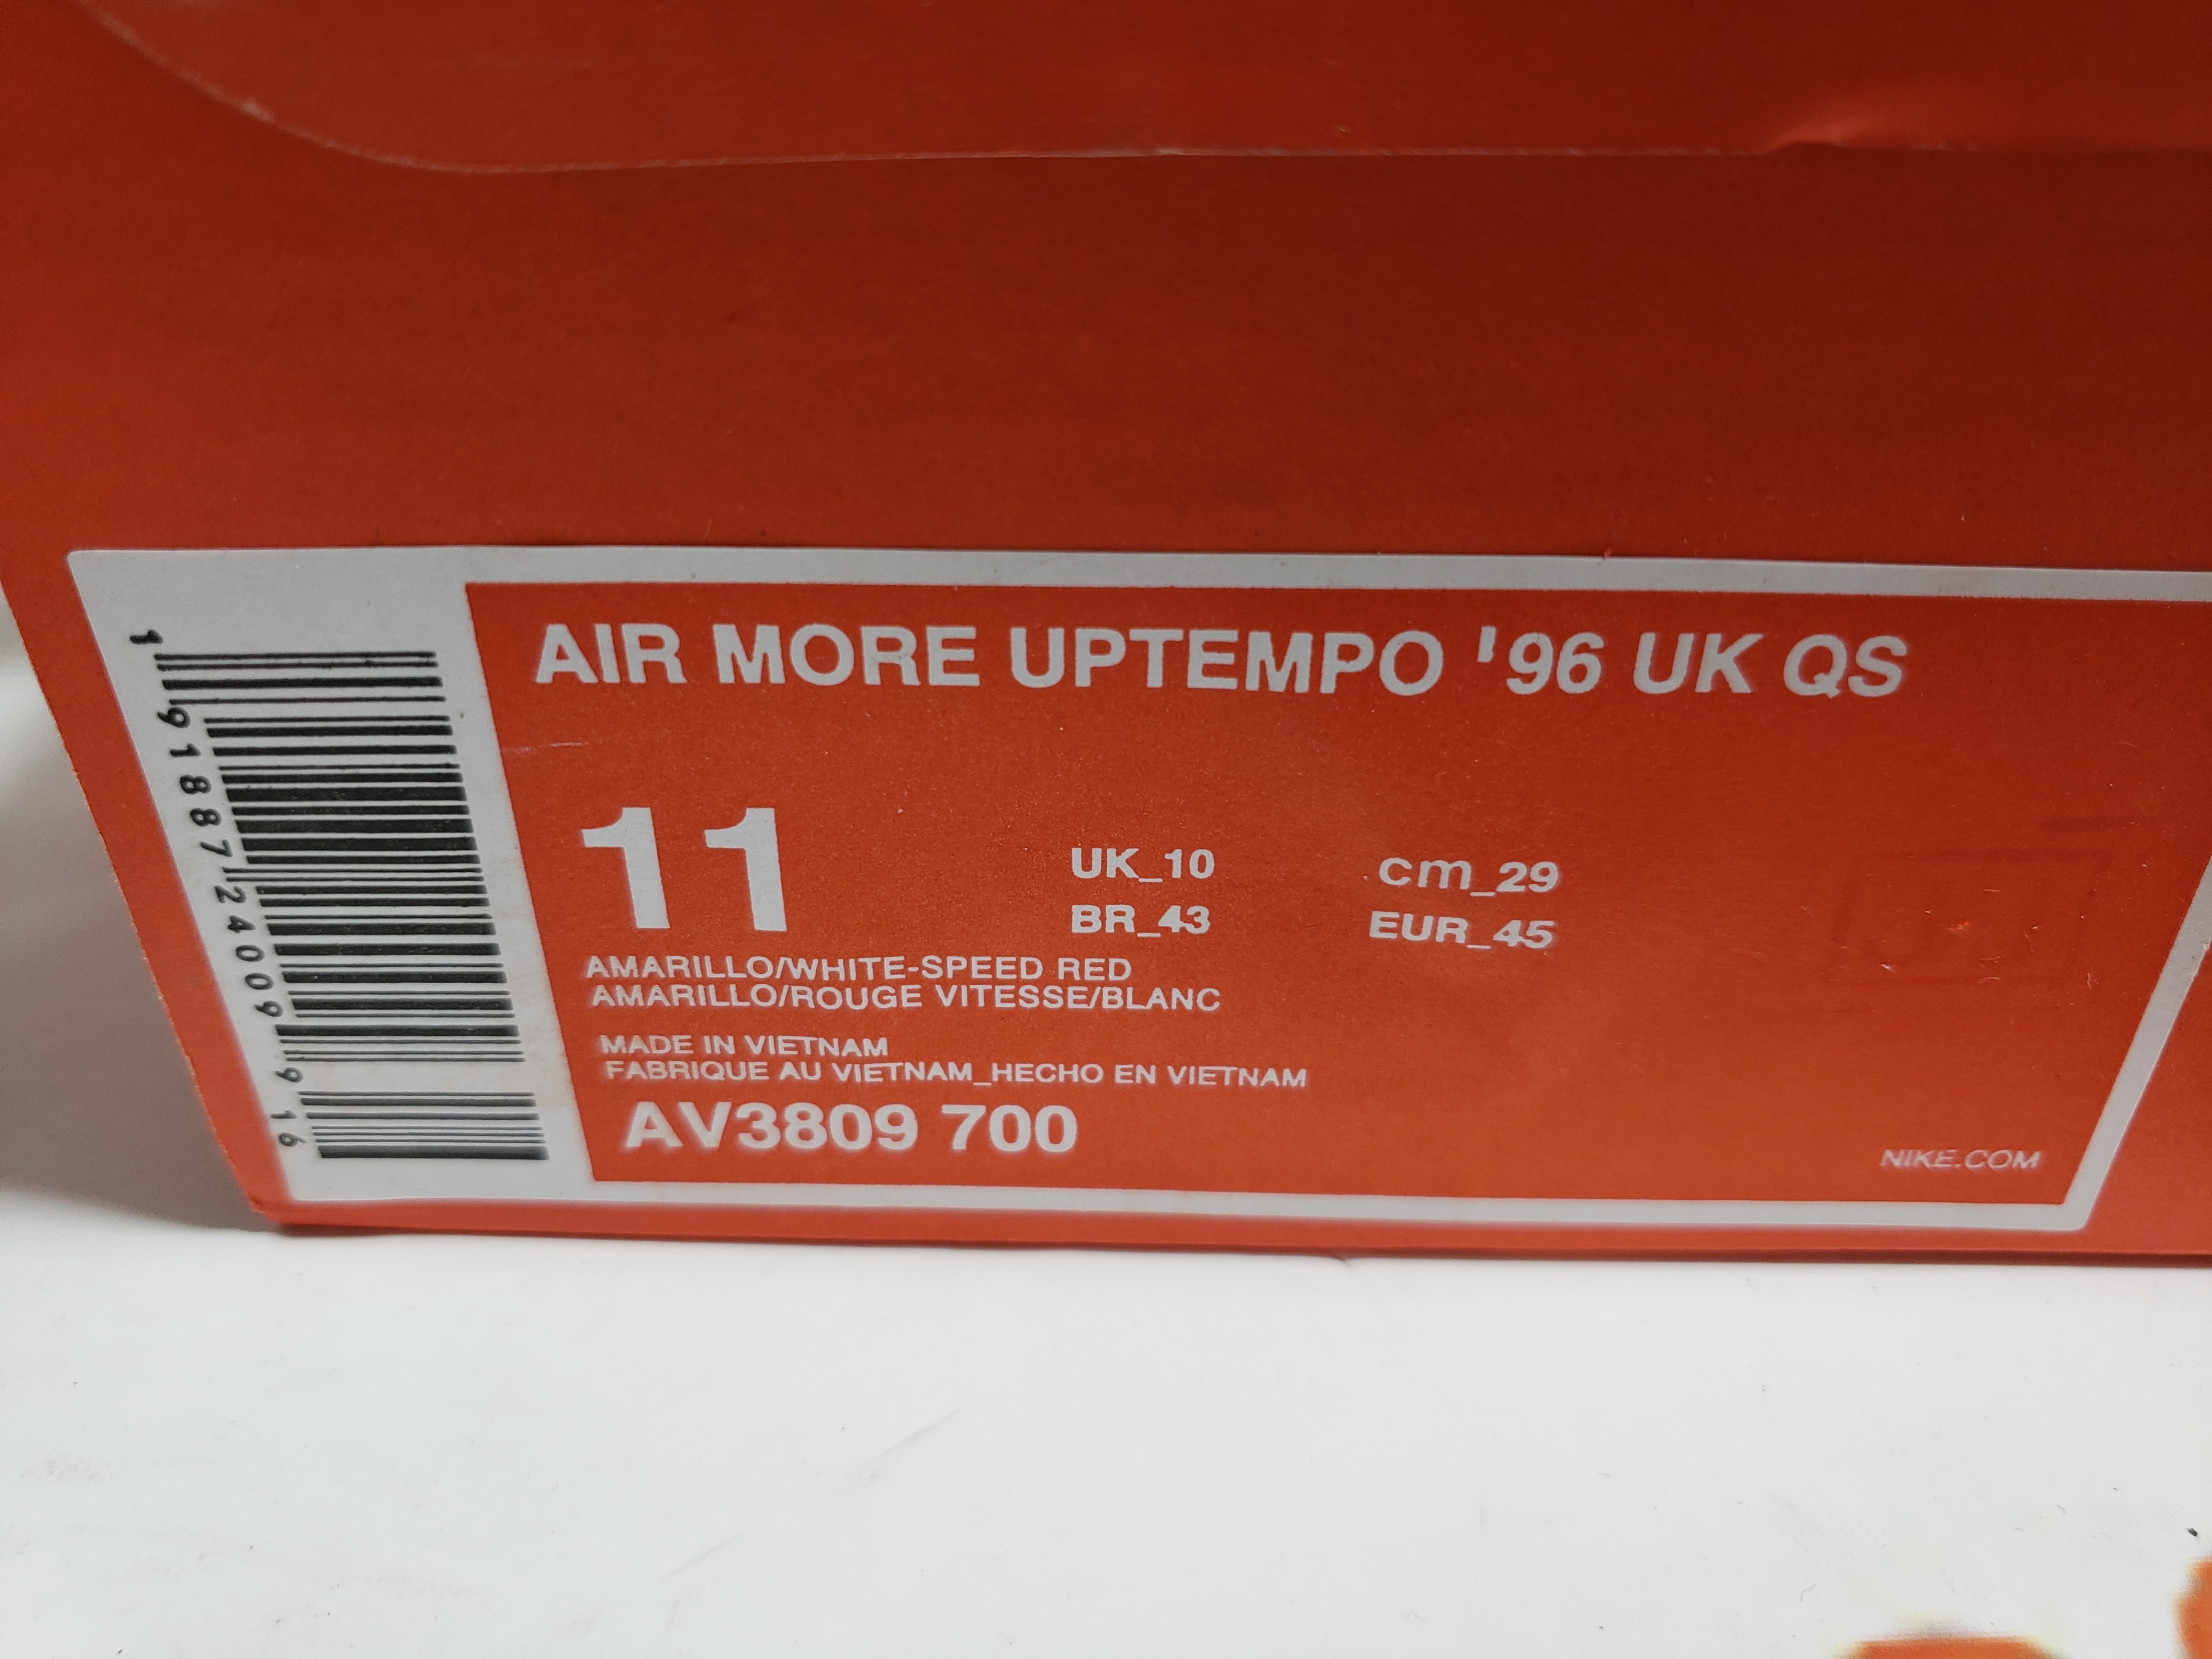 AIR MORE UPTEMPO '96 UK QS
11
UK_10
cm_29
BR_43
EUR_45
AMARILLO/WHITE-SPEED RED
AMARILLO/ROUGE VITESSE/BLANC
MADE IN VIETNAM
FABRIQUE AU VIETNAM_HECHO EN VIETNAM
AV3809 700
NIKE.COM
1 91887 24009 9 16